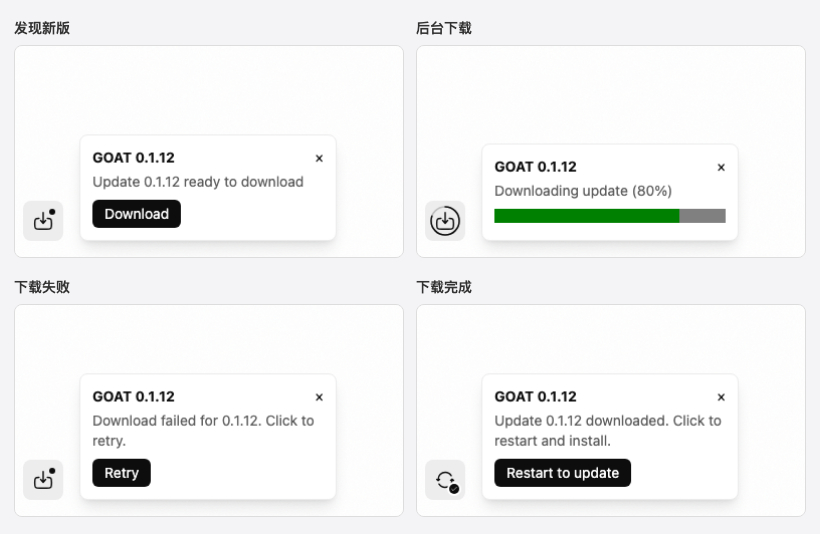 发现新版
GOAT 0.1.12
×
Update 0.1.12 ready to download
Download
后台下载
GOAT 0.1.12
×
Downloading update (80%)
下载失败
GOAT 0.1.12
×
Download failed for 0.1.12. Click to
retry.
Retry
下载完成
GOAT 0.1.12
×
Update 0.1.12 downloaded. Click to
restart and install.
Restart to update